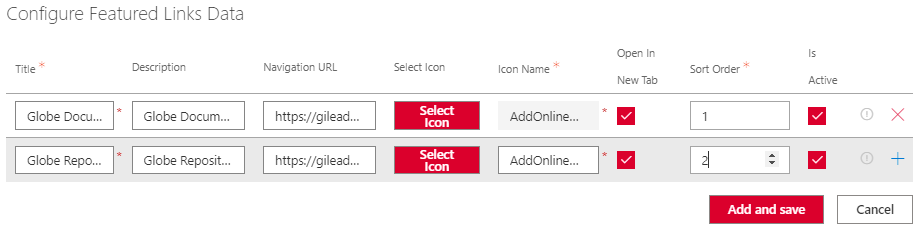 Configure Featured Links Data
Title * Description Navigation URL Select Icon Icon Name * Open In New Tab Sort Order * Is Active
Globe Docu... * Globe Docum... https://gilead... Select Icon AddOnline... * 1
Globe Repo... * Globe Reposit... https://gilead... Select Icon AddOnline... * 2
Add and save Cancel